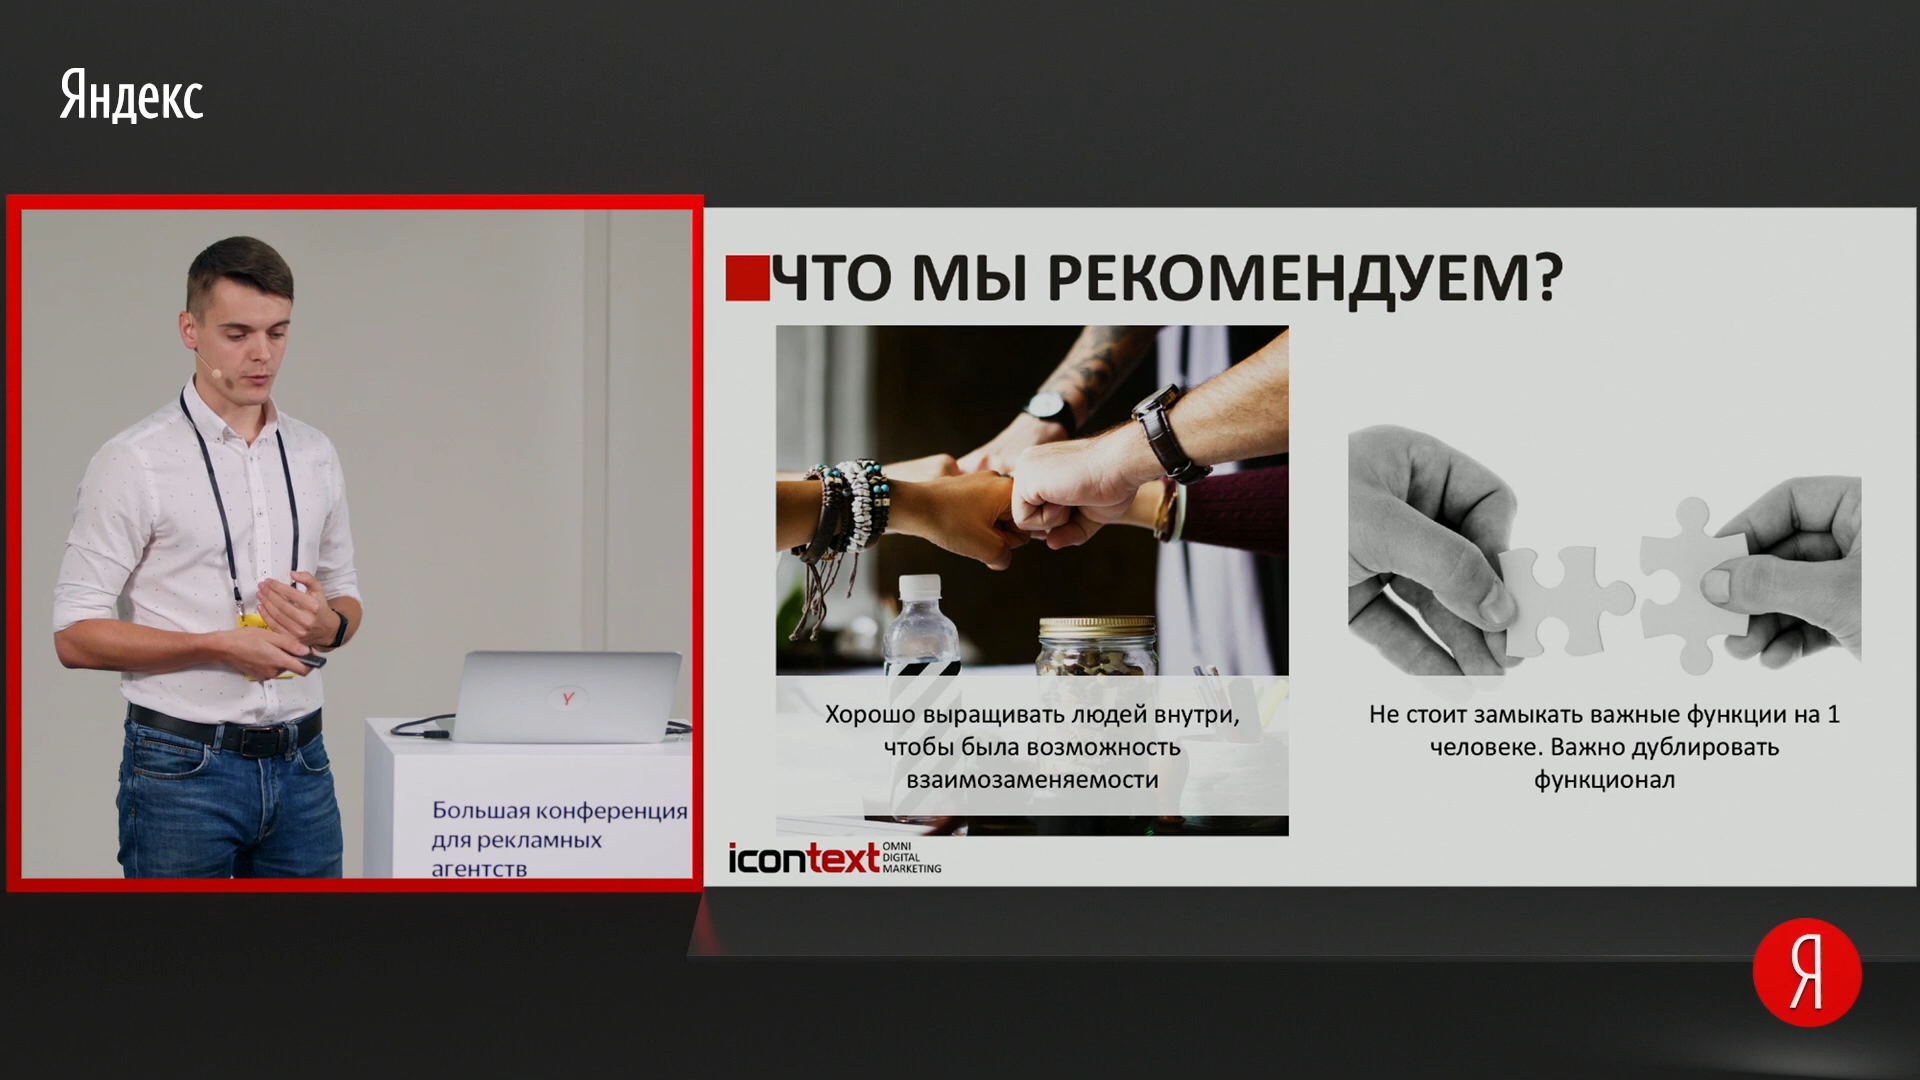 Яндекс
ЧТО МЫ РЕКОМЕНДУЕМ?
Хорошо выращивать людей внутри,
чтобы была возможность
взаимозаменяемости
Не стоит замыкать важные функции на 1
человеке. Важно дублировать
функционал
icontext
OMNI
DIGITAL
MARKETING
Y
Большая конференция
для рекламных
агентств
Я